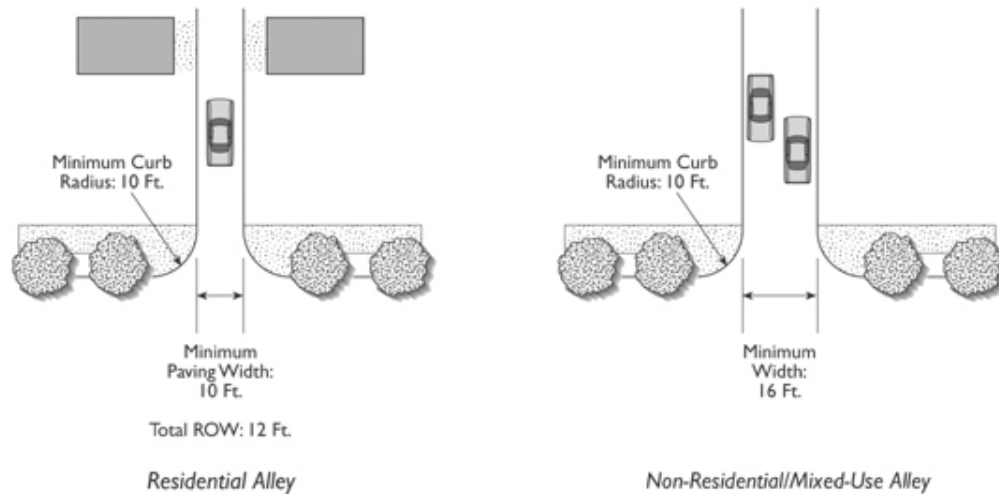 Minimum Curb
Radius: 10 Ft.
Minimum
Paving Width:
10 Ft.
Total ROW: 12 Ft.
Residential Alley
Minimum Curb
Radius: 10 Ft.
Minimum
Width:
16 Ft.
Non-Residential/Mixed-Use Alley